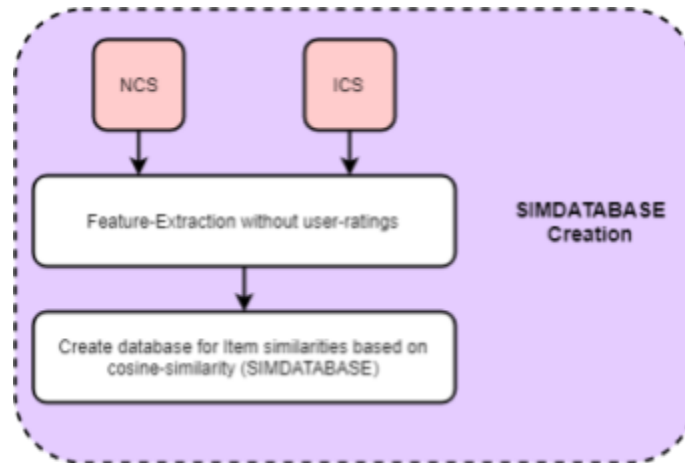 NCS
ICS
Feature-Extraction without user-ratings
SIMDATABASE
Creation
Create database for Item similarities based on
cosine-similarity (SIMDATABASE)